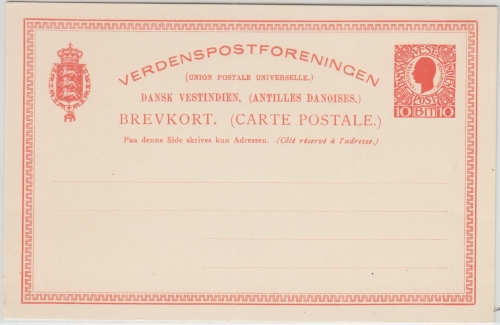 VERDENSPOSTFORENINGEN
(UNION POSTALE UNIVERSELLE.)
DANSK VESTINDIEN, (ANTILLES DANOISES.)
BREVKORT. (CARTE POSTALE.)
Paa denne Side skrives kun Adressen. (Côté réservé à l'adresse.)
POST
10 BIT 10